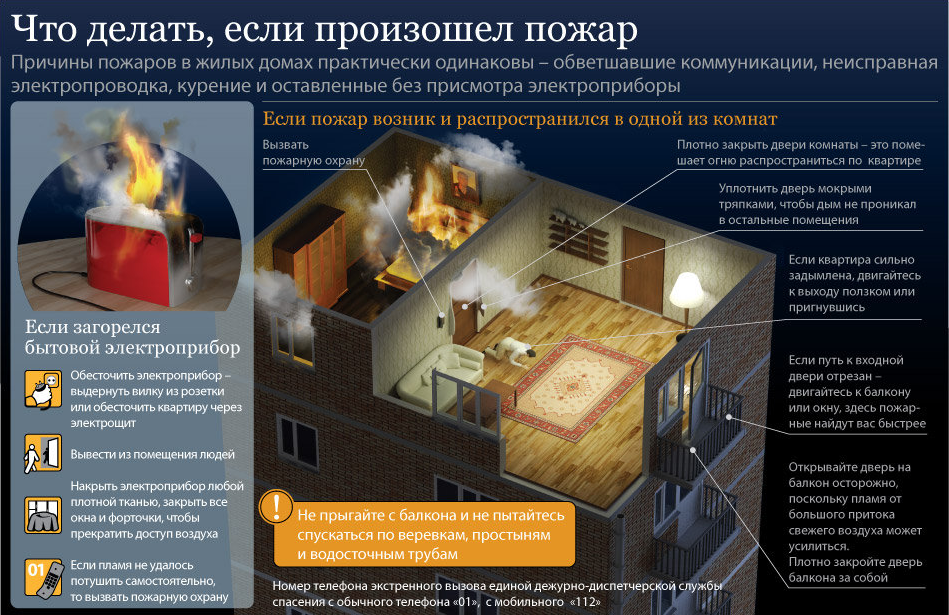 Что делать, если произошел пожар
Причины пожаров в жилых домах практически одинаковы – обветшавшие коммуникации, неисправная
электропроводка, курение и оставленные без присмотра электроприборы
Если загорелся
бытовой электроприбор
Обесточить электроприбор –
выдернуть вилку из розетки
или обесточить квартиру через
электрощит
Вывести из помещения людей
Накрыть электроприбор любой
плотной тканью, закрыть все
окна и форточки, чтобы
прекратить доступ воздуха
01
Если пламя не удалось
потушить самостоятельно,
то вызвать пожарную охрану
Если пожар возник и распространился в одной из комнат
Вызвать
пожарную охрану
Плотно закрыть двери комнаты – это поме-
шает огню распространиться по квартире
Уплотнить дверь мокрыми
тряпками, чтобы дым не проникал
в остальные помещения
Если квартира сильно
задымлена, двигайтесь
к выходу ползком или
пригнувшись
Если путь к входной
двери отрезан –
двигайтесь к балкону
или окну, здесь пожар-
ные найдут вас быстрее
Открывайте дверь на
балкон осторожно,
поскольку пламя от
большого притока
свежего воздуха может
усилиться.
Плотно закройте дверь
балкона за собой
!
Не прыгайте с балкона и не пытайтесь
спускаться по веревкам, простыням
и водосточным трубам
Номер телефона экстренного вызова единой дежурно-диспетчерской службы
спасения с обычного телефона «01», с мобильного «112»